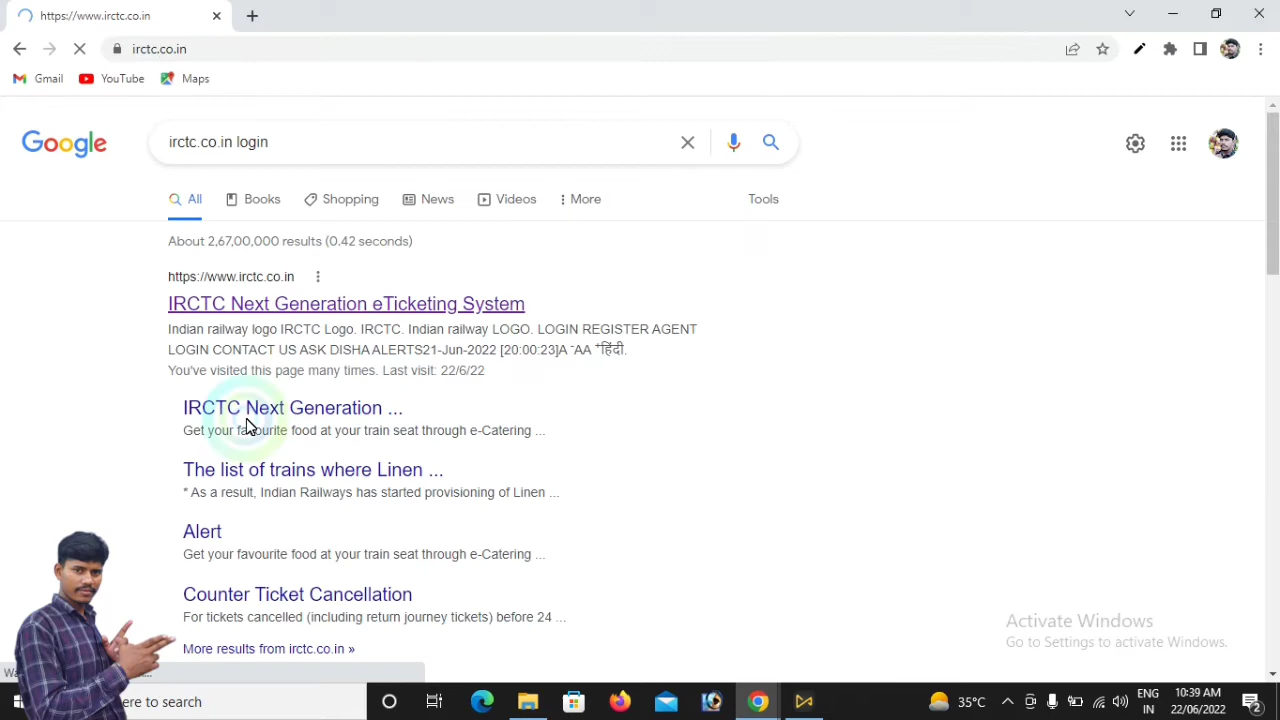 https://www.irctc.co.in
irctc.co.in
Gmail YouTube Maps
Google irctc.co.in login
All Books Shopping News Videos More Tools
About 2,67,00,000 results (0.42 seconds)
https://www.irctc.co.in
IRCTC Next Generation eTicketing System
Indian railway logo IRCTC Logo. IRCTC. Indian railway LOGO. LOGIN REGISTER AGENT
LOGIN CONTACT US ASK DISHA ALERTS21-Jun-2022 [20:00:23]A ⁻AA ⁺हिंदी.
You've visited this page many times. Last visit: 22/6/22
IRCTC Next Generation ...
Get your favourite food at your train seat through e-Catering ...
The list of trains where Linen ...
* As a result, Indian Railways has started provisioning of Linen ...
Alert
Get your favourite food at your train seat through e-Catering ...
Counter Ticket Cancellation
For tickets cancelled (including return journey tickets) before 24 ...
More results from irctc.co.in »
Activate Windows
Go to Settings to activate Windows.
here to search
35°C
ENG
IN
10:39 AM
22/06/2022
2